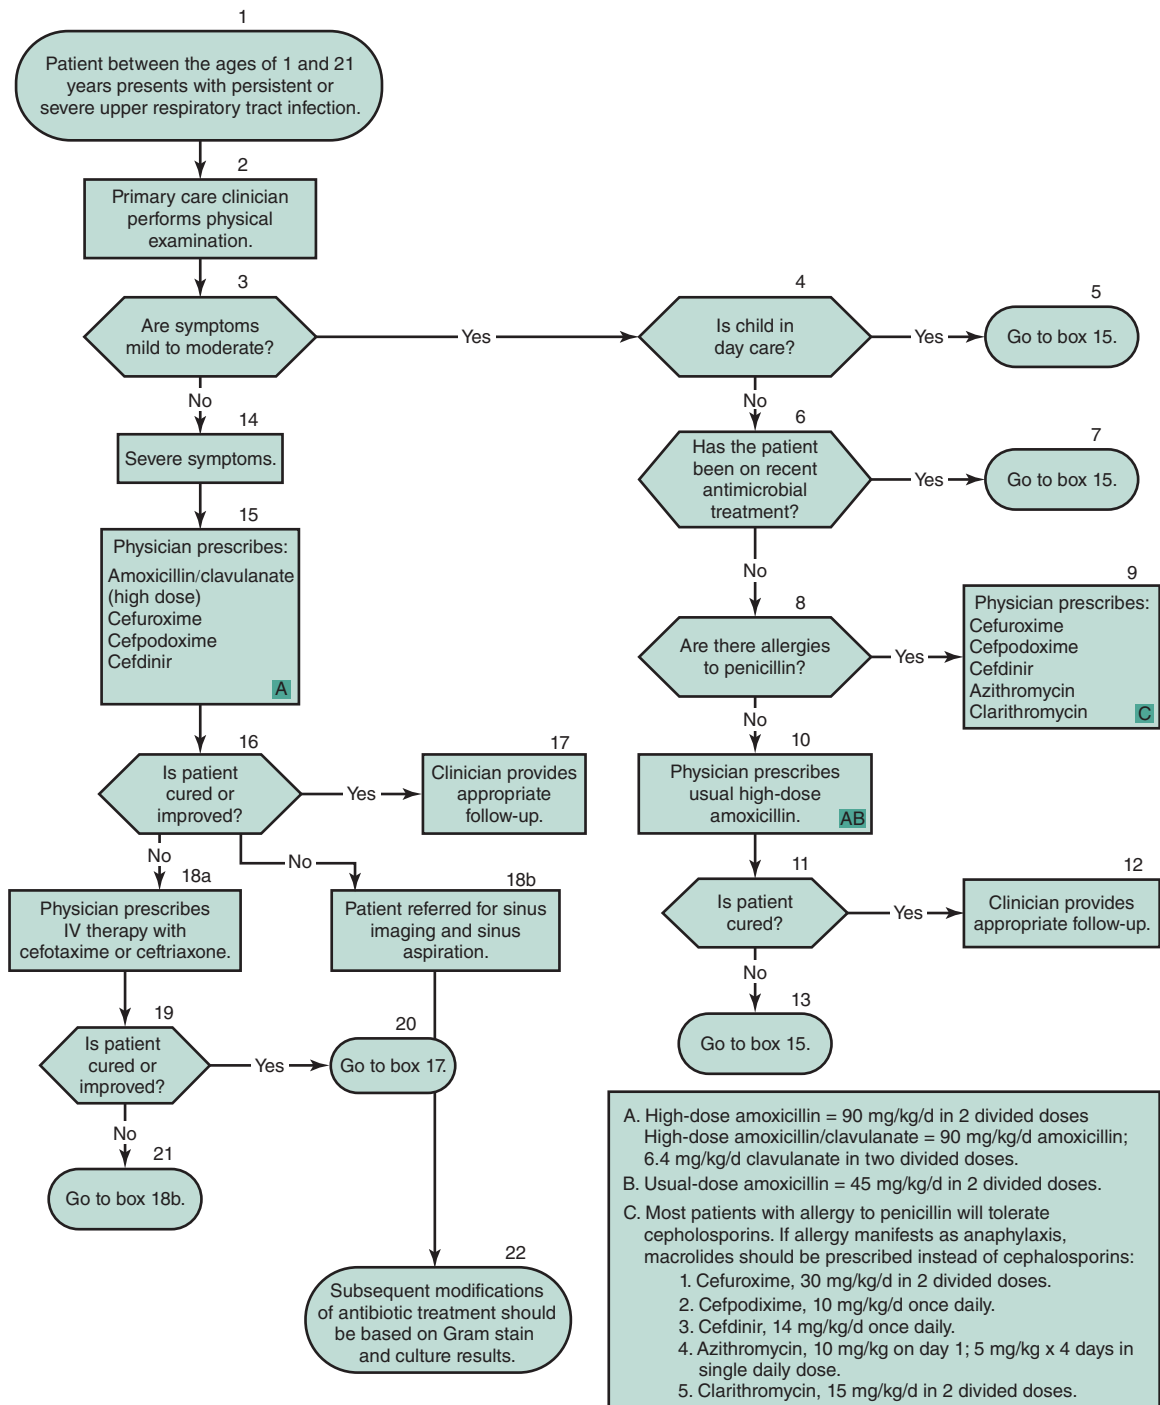 1
Patient between the ages of 1 and 21
years presents with persistent or
severe upper respiratory tract infection.
2
Primary care clinician
performs physical
examination.
3
Are symptoms
mild to moderate?
Yes
4
Is child in
day care?
Yes
5
Go to box 15.
No
6
Has the patient
been on recent
antimicrobial
treatment?
Yes
7
Go to box 15.
No
8
Are there allergies
to penicillin?
Yes
9
Physician prescribes:
Cefuroxime
Cefpodoxime
Cefdinir
Azithromycin
Clarithromycin
C
No
10
Physician prescribes
usual high-dose
amoxicillin.
AB
11
Is patient
cured?
Yes
12
Clinician provides
appropriate follow-up.
No
13
Go to box 15.
No
14
Severe symptoms.
15
Physician prescribes:
Amoxicillin/clavulanate
(high dose)
Cefuroxime
Cefpodoxime
Cefdinir
A
16
Is patient
cured or
improved?
Yes
17
Clinician provides
appropriate
follow-up.
No
18a
Physician prescribes
IV therapy with
cefotaxime or ceftriaxone.
No
18b
Patient referred for sinus
imaging and sinus
aspiration.
19
Is patient
cured or
improved?
Yes
20
Go to box 17.
No
21
Go to box 18b.
22
Subsequent modifications
of antibiotic treatment should
be based on Gram stain
and culture results.
A. High-dose amoxicillin = 90 mg/kg/d in 2 divided doses
High-dose amoxicillin/clavulanate = 90 mg/kg/d amoxicillin;
6.4 mg/kg/d clavulanate in two divided doses.
B. Usual-dose amoxicillin = 45 mg/kg/d in 2 divided doses.
C. Most patients with allergy to penicillin will tolerate
cepholosporins. If allergy manifests as anaphylaxis,
macrolides should be prescribed instead of cephalosporins:
1. Cefuroxime, 30 mg/kg/d in 2 divided doses.
2. Cefpodixime, 10 mg/kg/d once daily.
3. Cefdinir, 14 mg/kg/d once daily.
4. Azithromycin, 10 mg/kg on day 1; 5 mg/kg x 4 days in
single daily dose.
5. Clarithromycin, 15 mg/kg/d in 2 divided doses.